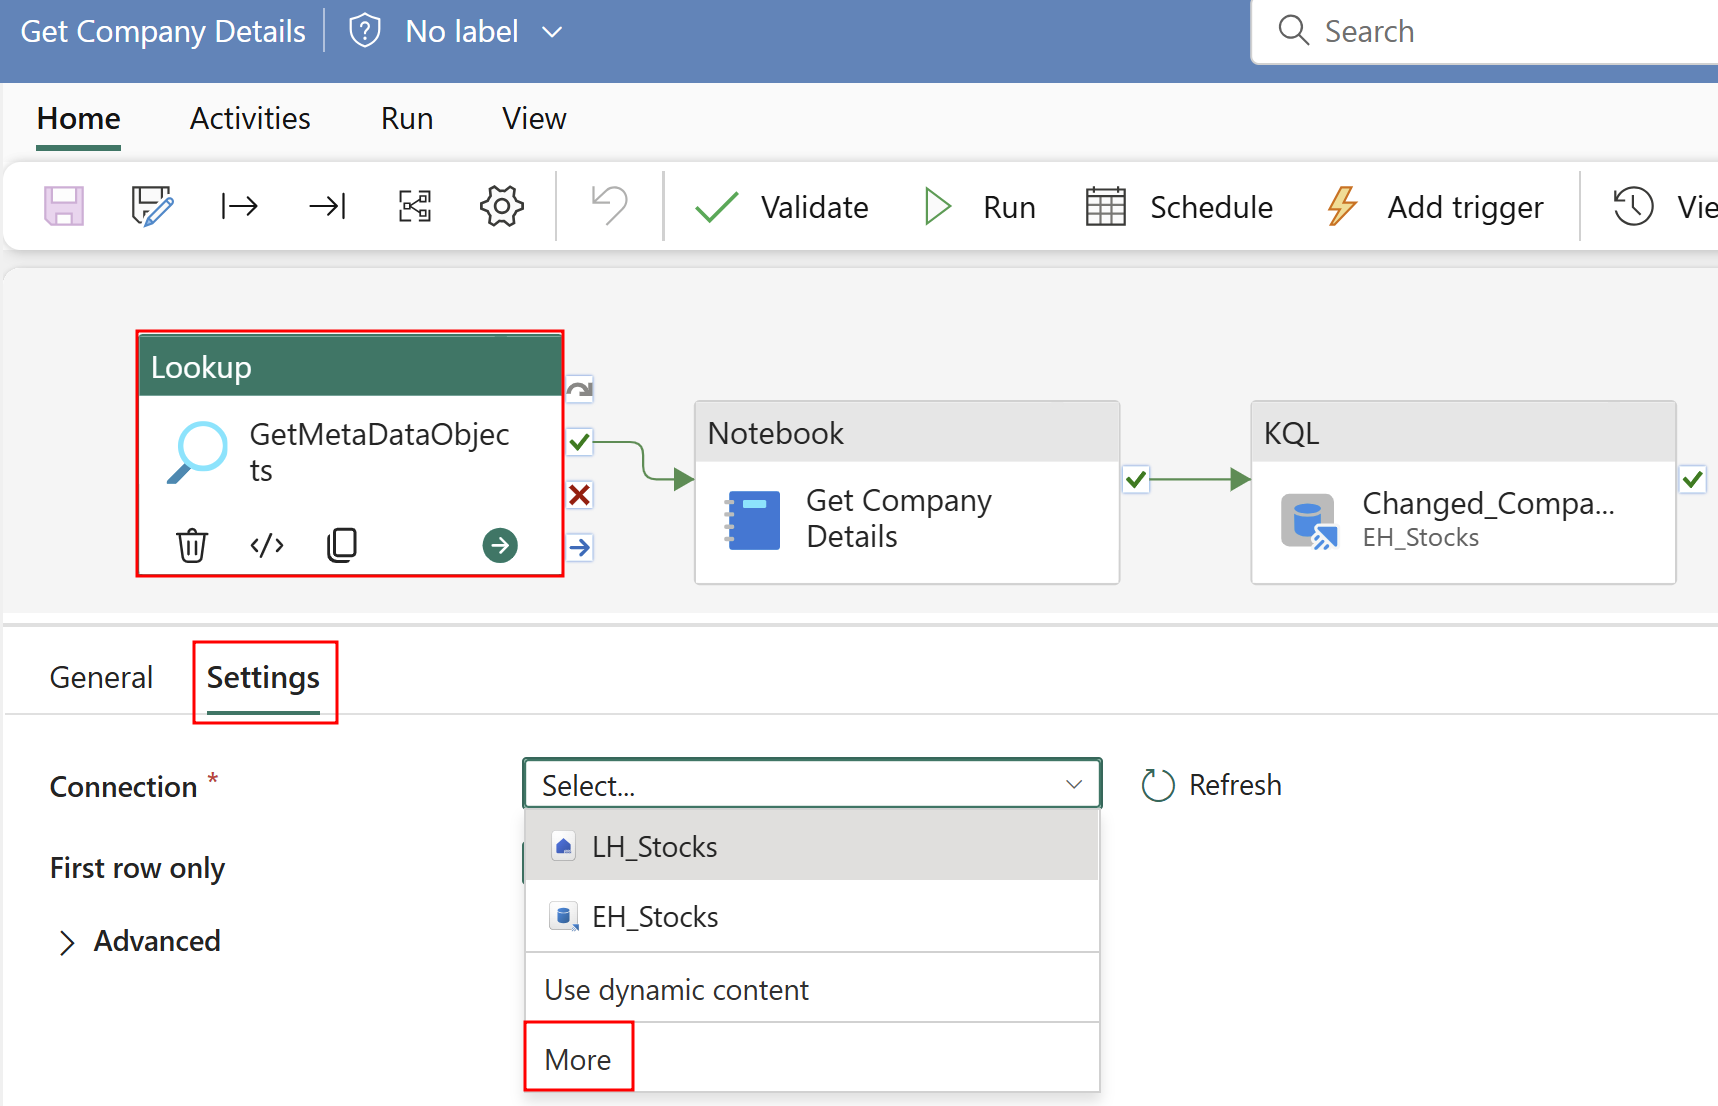 Get Company Details
No label
Search
Home
Activities
Run
View
Validate
Run
Schedule
Add trigger
Vie
Lookup
GetMetaDataObjec
ts
Notebook
Get Company
Details
KQL
Changed_Compa...
EH_Stocks
General
Settings
Connection *
Select...
Refresh
LH_Stocks
First row only
EH_Stocks
Advanced
Use dynamic content
More